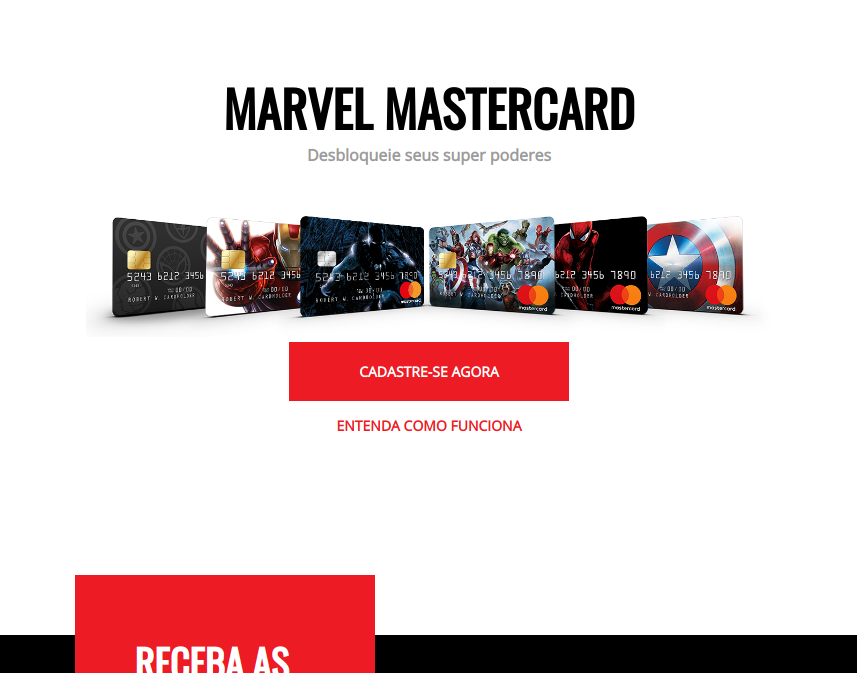 MARVEL MASTERCARD
Desbloqueie seus super poderes
5243 6212 3456
ROBERT W. CARDHOLDER
5243 6212 3456
ROBERT W. CARDHOLDER
5243 6212 3456 7890
ROBERT W. CARDHOLDER
mastercard
5243 6212 3456 7890
ROBERT W. CARDHOLDER
mastercard
6212 3456 7890
CARDHOLDER
mastercard
6212 3456 7890
W. CARDHOLDER
mastercard
CADASTRE-SE AGORA
ENTENDA COMO FUNCIONA
RECEBA AS